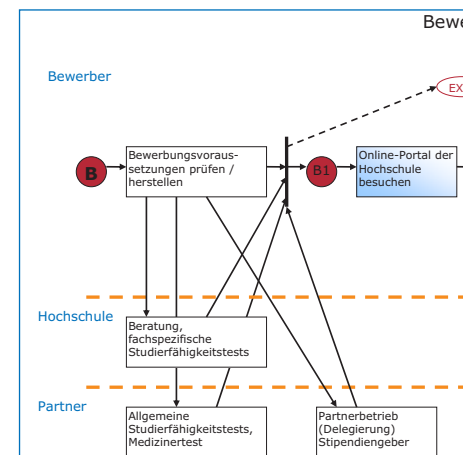 Bewe
Bewerber
EX
B
Bewerbungsvoraus-
setzungen prüfen /
herstellen
B1
Online-Portal der
Hochschule
besuchen
Hochschule
Beratung,
fachspezifische
Studierfähigkeitstests
Partner
Allgemeine
Studierfähigkeitstests,
Medizinertest
Partnerbetrieb
(Delegierung)
Stipendiengeber